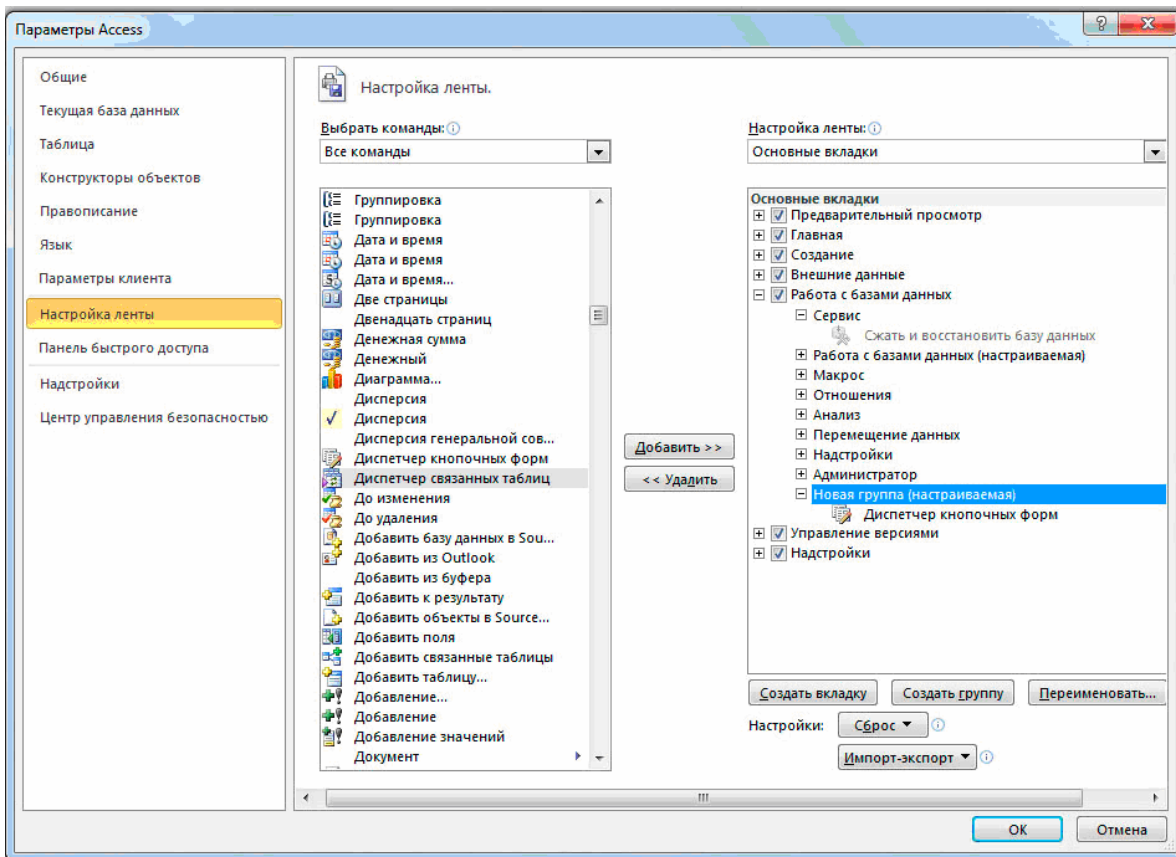 Параметры Access
Общие
Текущая база данных
Таблица
Конструкторы объектов
Правописание
Язык
Параметры клиента
Настройка ленты
Панель быстрого доступа
Надстройки
Центр управления безопасностью
Настройка ленты.
Выбрать команды:
Все команды
Группировка
Группировка
Дата и время
Дата и время
Дата и время...
Две страницы
Двенадцать страниц
Денежная сумма
Денежный
Диаграмма...
Дисперсия
Дисперсия
Дисперсия генеральной сов...
Диспетчер кнопочных форм
Диспетчер связанных таблиц
До изменения
До удаления
Добавить базу данных в Sou...
Добавить из Outlook
Добавить из буфера
Добавить к результату
Добавить объекты в Source...
Добавить поля
Добавить связанные таблицы
Добавить таблицу...
Добавление...
Добавление
Добавление значений
Документ
Добавить >>
<< Удалить
Настройка ленты:
Основные вкладки
Основные вкладки
Предварительный просмотр
Главная
Создание
Внешние данные
Работа с базами данных
Сервис
Сжать и восстановить базу данных
Работа с базами данных (настраиваемая)
Макрос
Отношения
Анализ
Перемещение данных
Надстройки
Администратор
Новая группа (настраиваемая)
Диспетчер кнопочных форм
Управление версиями
Надстройки
Создать вкладку
Создать группу
Переименовать...
Настройки:
Сброс
Импорт-экспорт
ОК
Отмена